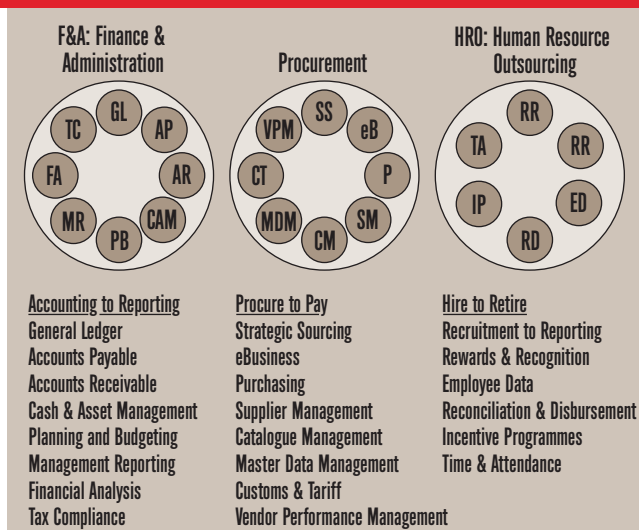 F&A: Finance &
Administration
GL
AP
AR
CAM
PB
MR
FA
TC
Accounting to Reporting
General Ledger
Accounts Payable
Accounts Receivable
Cash & Asset Management
Planning and Budgeting
Management Reporting
Financial Analysis
Tax Compliance
Procurement
SS
eB
P
SM
CM
MDM
CT
VPM
Procure to Pay
Strategic Sourcing
eBusiness
Purchasing
Supplier Management
Catalogue Management
Master Data Management
Customs & Tariff
Vendor Performance Management
HRO: Human Resource
Outsourcing
RR
RR
ED
RD
IP
TA
Hire to Retire
Recruitment to Reporting
Rewards & Recognition
Employee Data
Reconciliation & Disbursement
Incentive Programmes
Time & Attendance